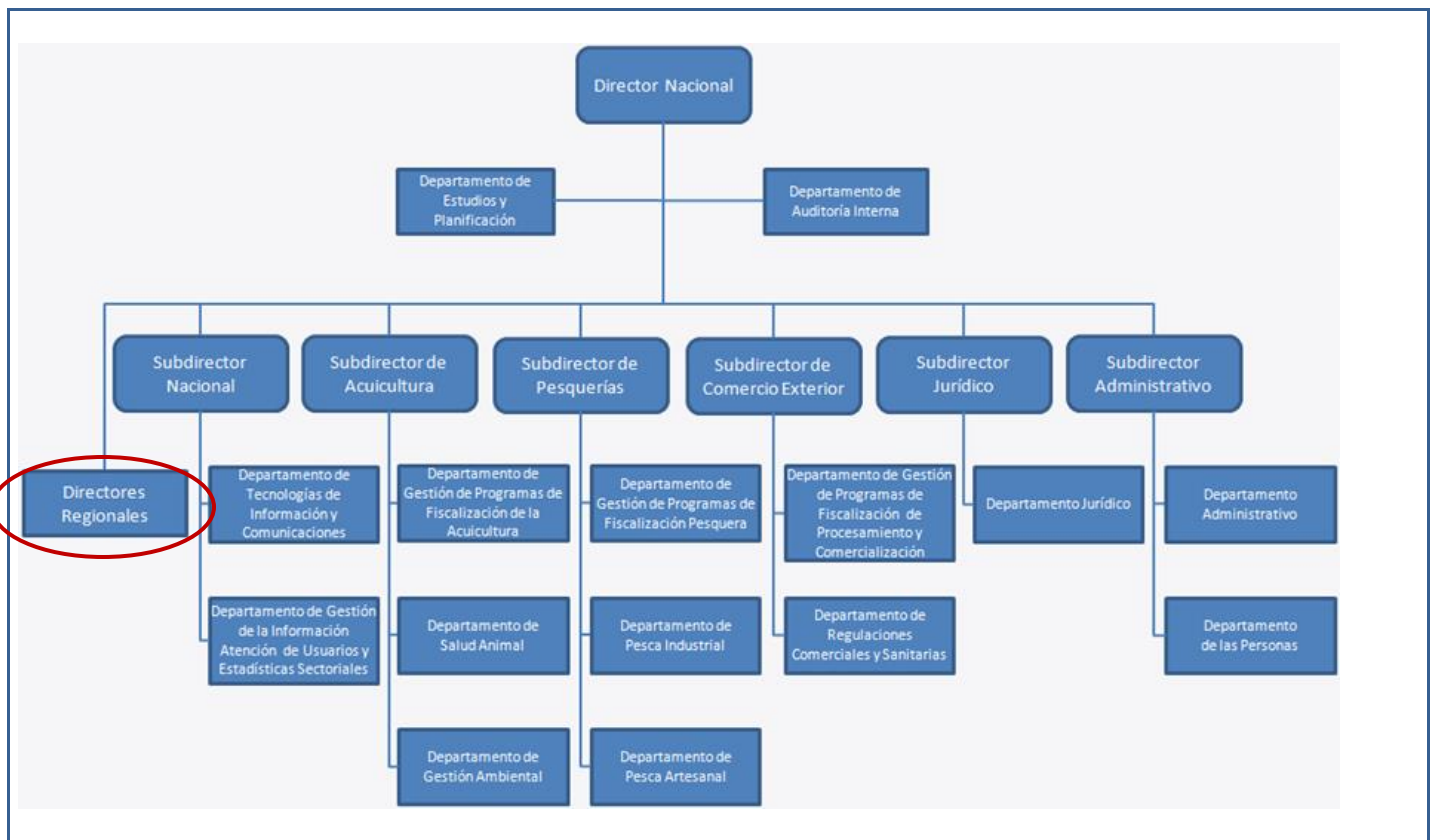 Director Nacional
Departamento de
Estudios y
Planificación
Departamento de
Auditoría Interna
Subdirector
Nacional
Subdirector de
Acuicultura
Subdirector de
Pesquerías
Subdirector de
Comercio Exterior
Subdirector
Jurídico
Subdirector
Administrativo
Directores
Regionales
Departamento de
Tecnologías de
Información y
Comunicaciones
Departamento de
Gestión de Programas de
Fiscalización de la
Acuicultura
Departamento de
Gestión de Programas de
Fiscalización Pesquera
Departamento de Gestión
de Programas de
Fiscalización de
Procesamiento y
Comercialización
Departamento Jurídico
Departamento
Administrativo
Departamento de Gestión
de la Información
Atención de Usuarios y
Estadísticas Sectoriales
Departamento de
Salud Animal
Departamento de
Pesca Industrial
Departamento de
Regulaciones
Comerciales y Sanitarias
Departamento
de las Personas
Departamento de
Gestión Ambiental
Departamento de
Pesca Artesanal